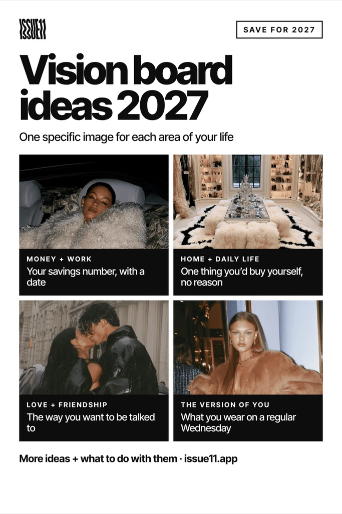 ISSUE11
SAVE FOR 2027
Vision board
ideas 2027
One specific image for each area of your life
MONEY + WORK
Your savings number, with a
date
HOME + DAILY LIFE
One thing you'd buy yourself,
no reason
LOVE + FRIENDSHIP
The way you want to be talked
to
THE VERSION OF YOU
What you wear on a regular
Wednesday
More ideas + what to do with them · issue11.app